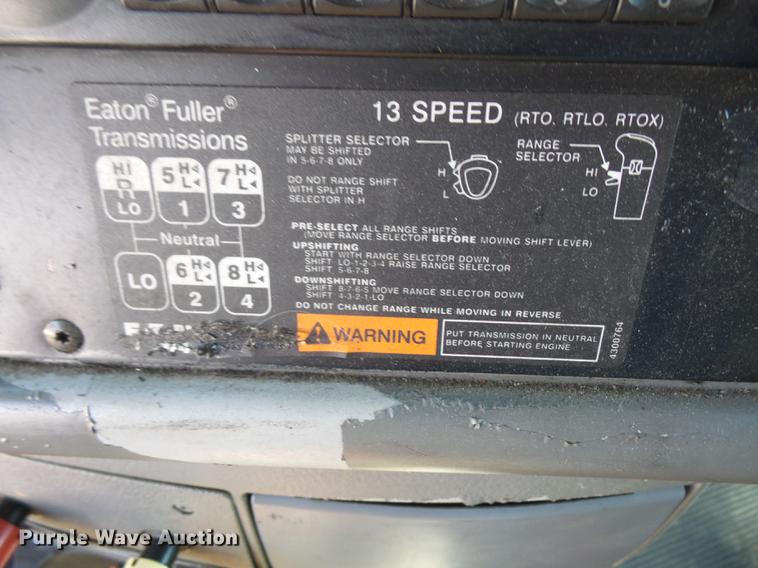 Eaton® Fuller®
Transmissions
13 SPEED (RTO, RTLO, RTOX)
SPLITTER SELECTOR
MAY BE SHIFTED
IN 5-6-7-8 ONLY
DO NOT RANGE SHIFT
WITH SPLITTER
SELECTOR IN H
H
L
RANGE
SELECTOR
HI
LO
HI
R
LO
5 H
L
1
7 H
L
3
Neutral
LO
6 H
L
2
8 H
L
4
PRE-SELECT ALL RANGE SHIFTS
(MOVE RANGE SELECTOR BEFORE MOVING SHIFT LEVER)
UPSHIFTING
START WITH RANGE SELECTOR DOWN
SHIFT LO-1-2-3-4 RAISE RANGE SELECTOR
SHIFT 5-6-7-8
DOWNSHIFTING
SHIFT 8-7-6-5 MOVE RANGE SELECTOR DOWN
SHIFT 4-3-2-1-LO
DO NOT CHANGE RANGE WHILE MOVING IN REVERSE
WARNING
PUT TRANSMISSION IN NEUTRAL
BEFORE STARTING ENGINE
4300764
Purple Wave Auction